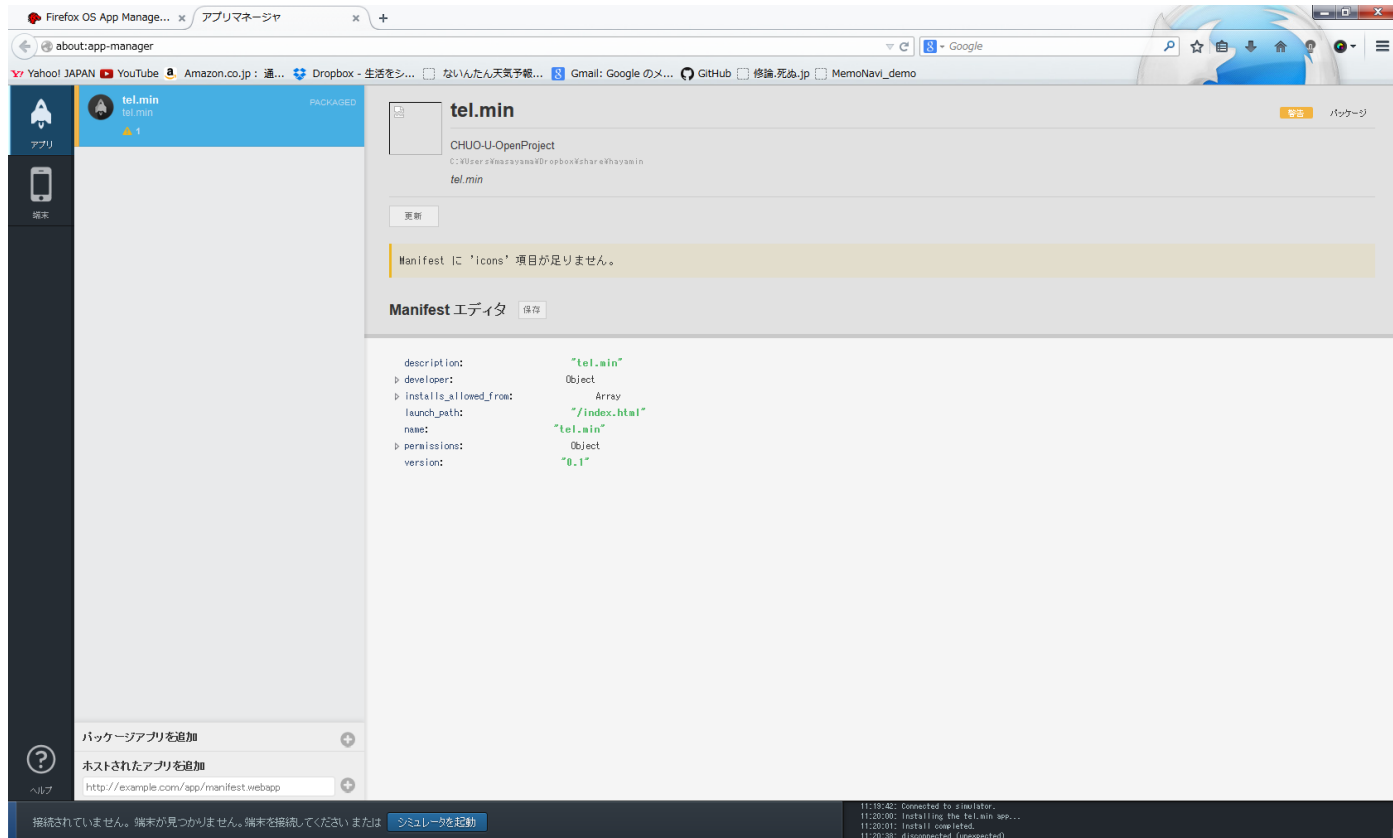 Firefox OS App Manage...
アプリマネージャ
about:app-manager
Google
Yahoo! JAPAN
YouTube
Amazon.co.jp : 通...
Dropbox - 生活をシ...
ないんたん天気予報...
Gmail: Google のメ...
GitHub
修論.死ぬ.jp
MemoNavi_demo
アプリ
端末
ヘルプ
tel.min
PACKAGED
tel.min
1
パッケージアプリを追加
ホストされたアプリを追加
http://example.com/app/manifest.webapp
tel.min
警告
パッケージ
CHUO-U-OpenProject
C:¥Users¥masayama¥Dropbox¥share¥hayamin
tel.min
更新
Manifest に 'icons' 項目が足りません。
Manifest エディタ
保存
description: "tel.min"
developer: Object
installs_allowed_from: Array
launch_path: "/index.html"
name: "tel.min"
permissions: Object
version: "0.1"
接続されていません。端末が見つかりません。端末を接続してください または
シミュレータを起動
11:19:42: Connected to simulator.
11:20:00: Installing the tel.min app...
11:20:01: Install completed.
11:20:38: disconnected (unexpected)